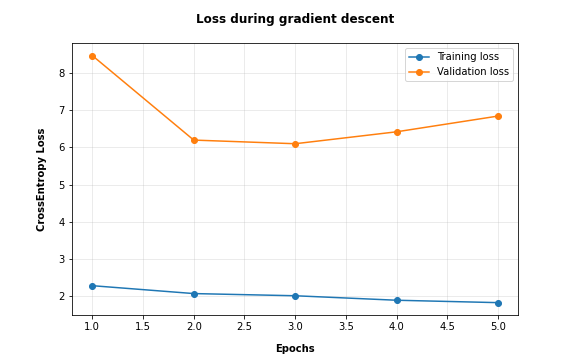 Loss during gradient descent
Training loss
Validation loss
CrossEntropy Loss
8
7
6
5
4
3
2
1.0 1.5 2.0 2.5 3.0 3.5 4.0 4.5 5.0
Epochs